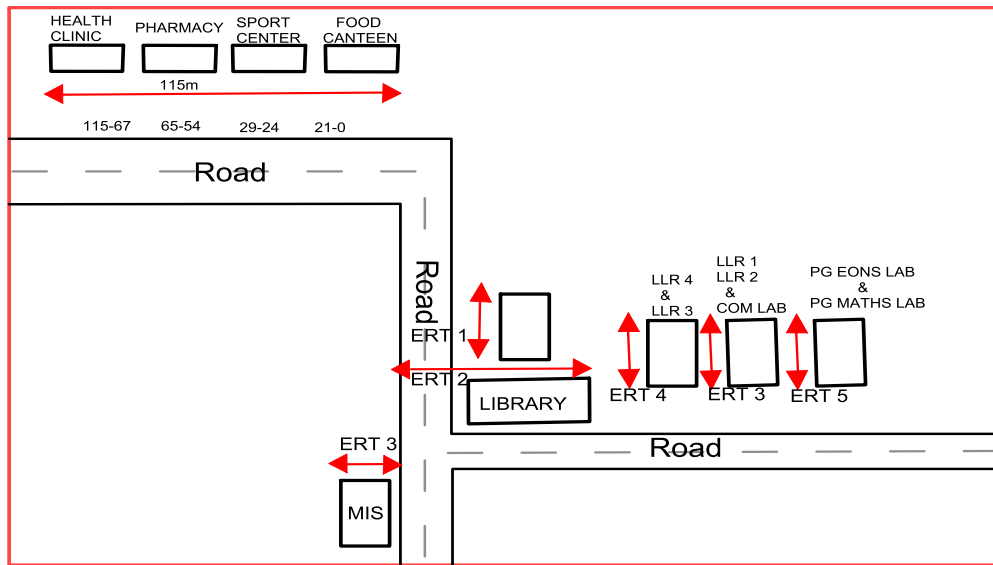 HEALTH
CLINIC
PHARMACY
SPORT
CENTER
FOOD
CANTEEN
115m
115-67
65-54
29-24
21-0
Road
Road
ERT 1
ERT 2
LIBRARY
LLR 4
&
LLR 3
LLR 1
LLR 2
&
COM LAB
PG EONS LAB
&
PG MATHS LAB
ERT 4
ERT 3
ERT 5
Road
ERT 3
MIS